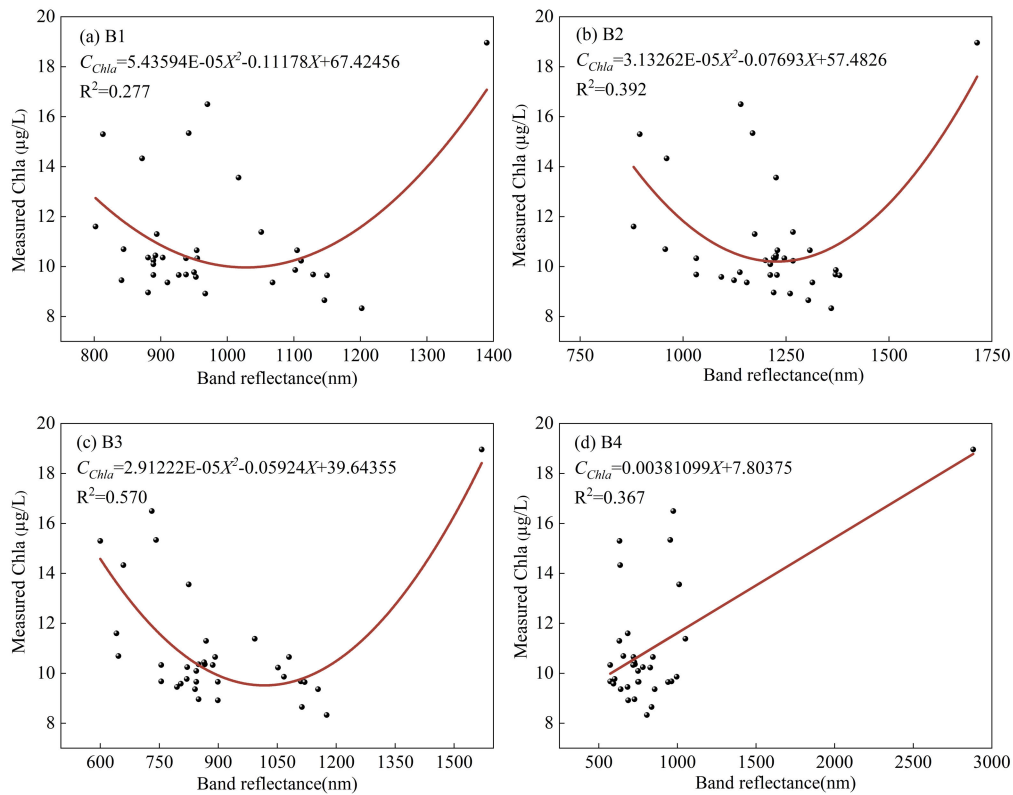 (a) B1
C_Chla=5.43594E-05X²-0.11178X+67.42456
R²=0.277
Measured Chla (μg/L)
20
18
16
14
12
10
8
800 900 1000 1100 1200 1300 1400
Band reflectance(nm)
(b) B2
C_Chla=3.13262E-05X²-0.07693X+57.4826
R²=0.392
Measured Chla (μg/L)
20
18
16
14
12
10
8
750 1000 1250 1500 1750
Band reflectance(nm)
(c) B3
C_Chla=2.91222E-05X²-0.05924X+39.64355
R²=0.570
Measured Chla (μg/L)
20
18
16
14
12
10
8
600 750 900 1050 1200 1350 1500
Band reflectance(nm)
(d) B4
C_Chla=0.00381099X+7.80375
R²=0.367
Measured Chla (μg/L)
20
18
16
14
12
10
8
500 1000 1500 2000 2500 3000
Band reflectance(nm)